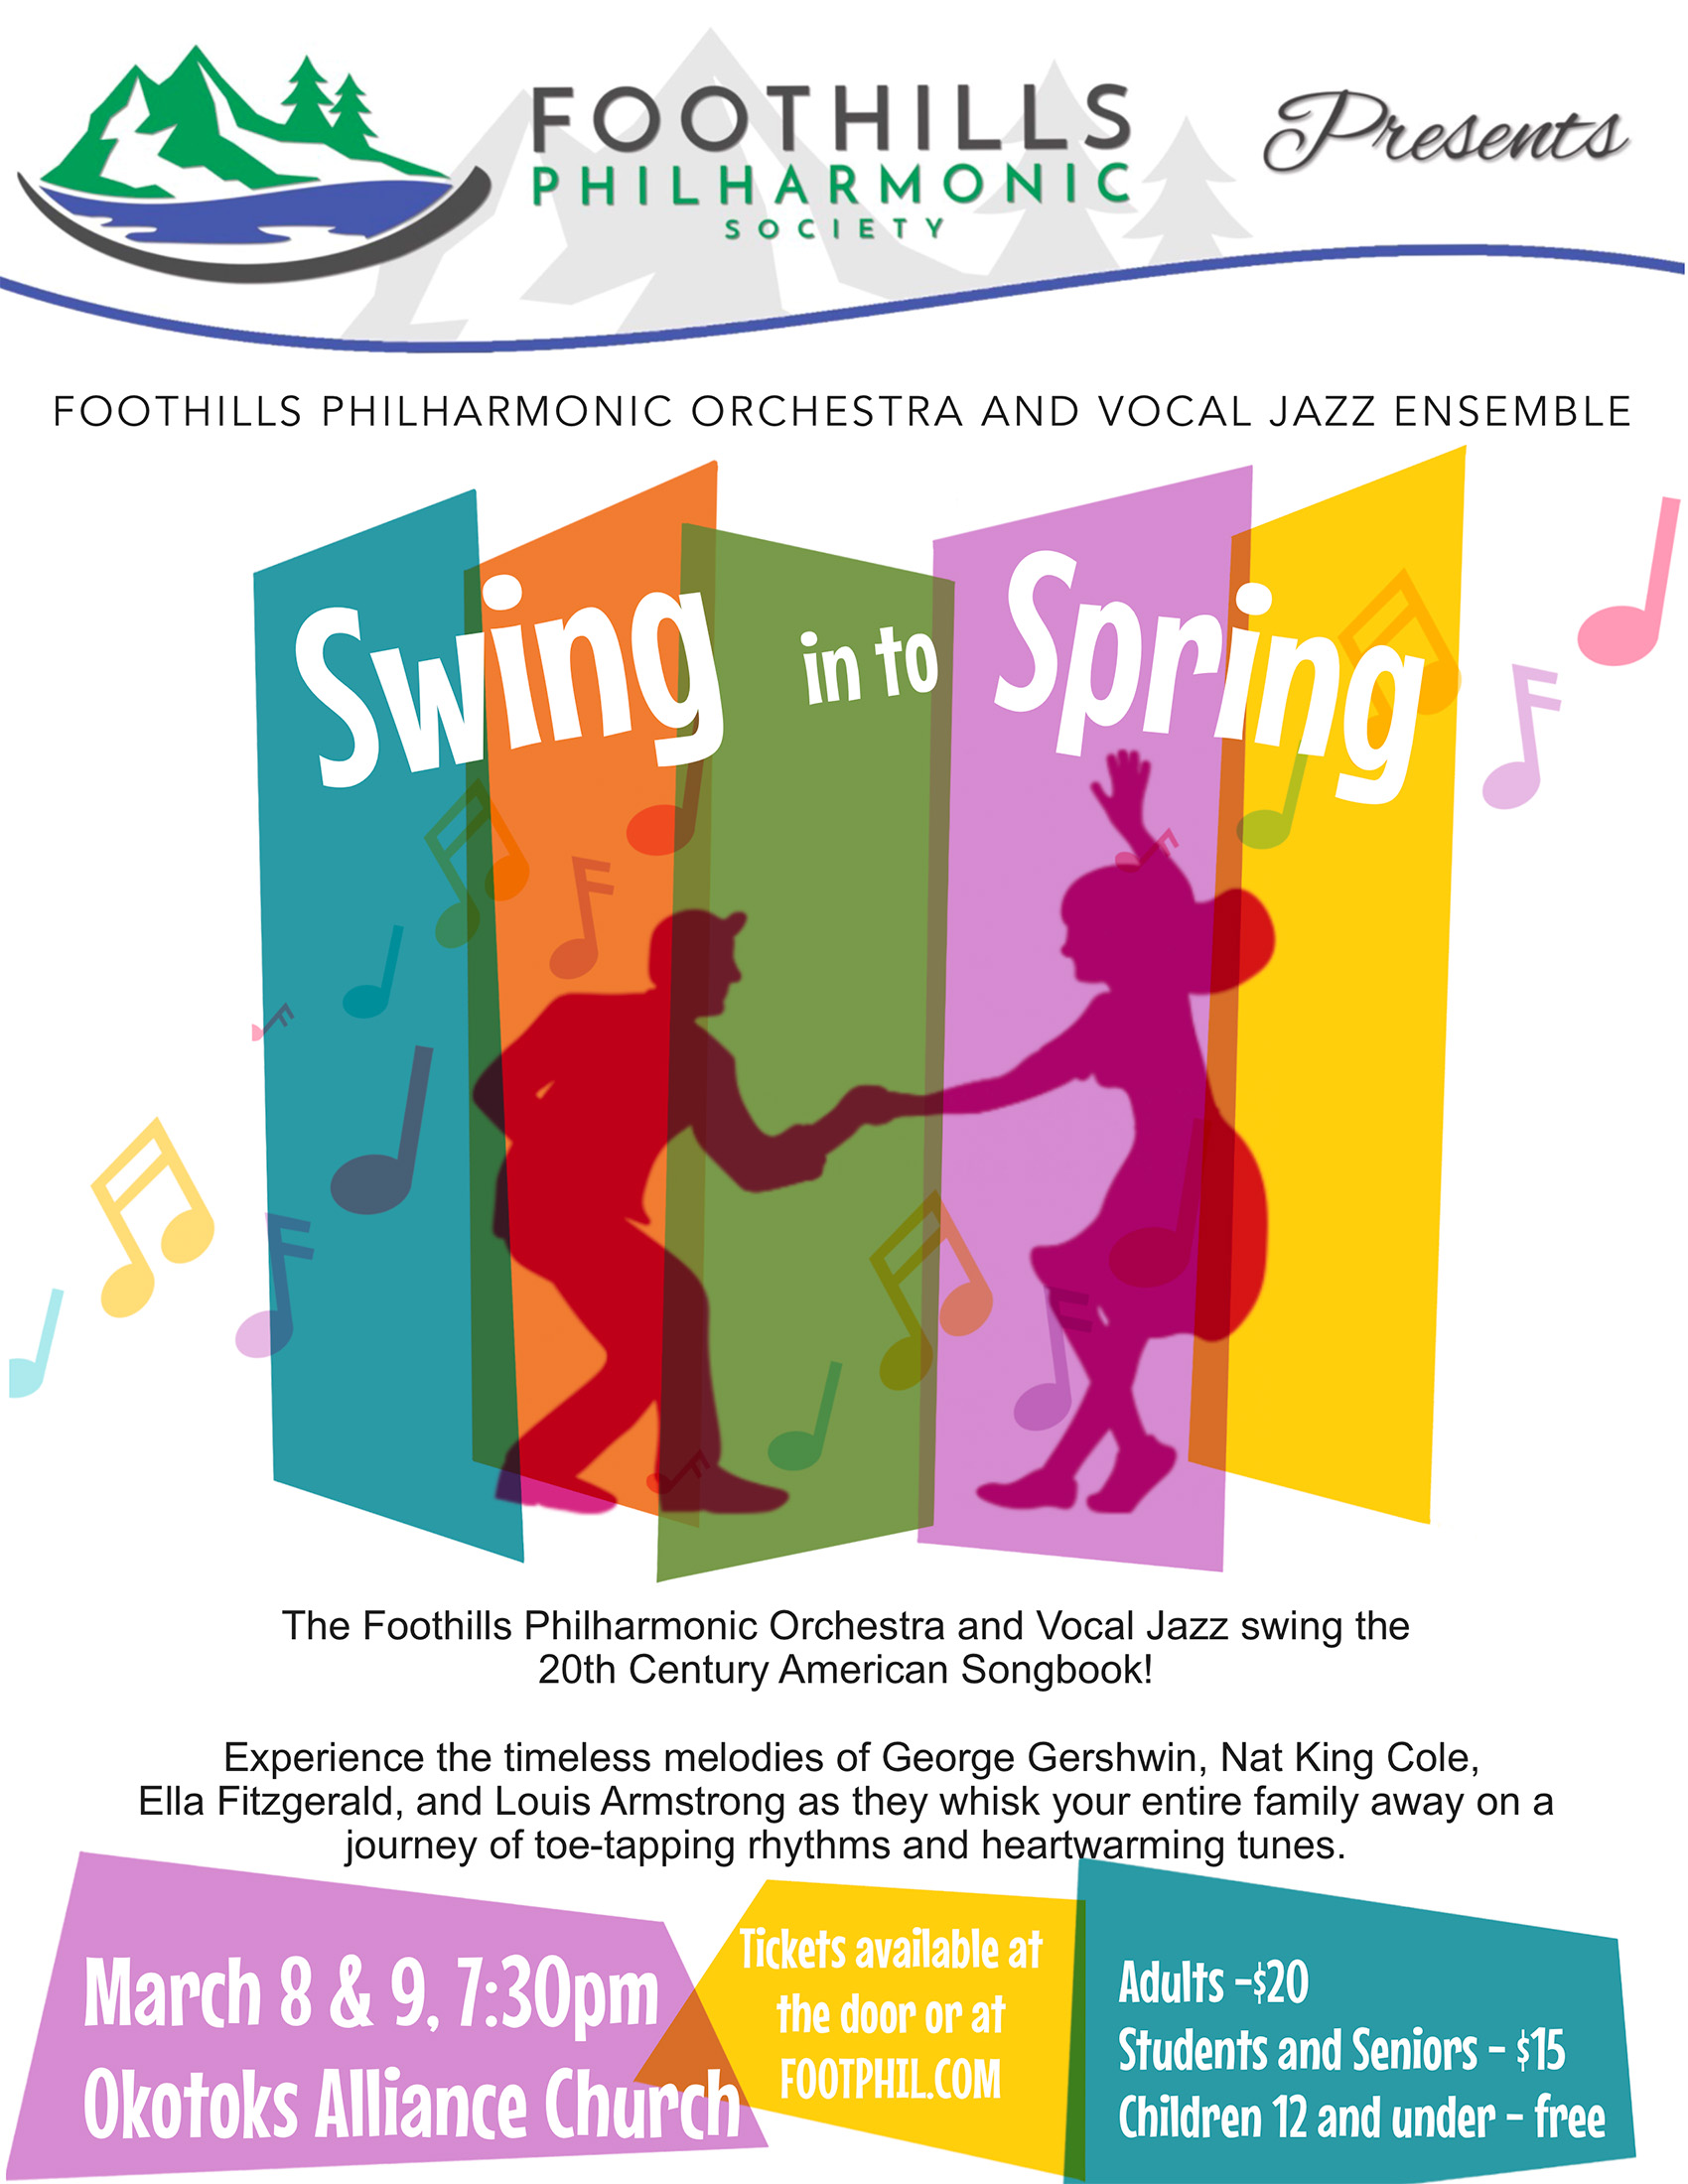 FOOTHILLS
PHILHARMONIC
SOCIETY
Presents
FOOTHILLS PHILHARMONIC ORCHESTRA AND VOCAL JAZZ ENSEMBLE
Swing in to Spring
The Foothills Philharmonic Orchestra and Vocal Jazz swing the
20th Century American Songbook!
Experience the timeless melodies of George Gershwin, Nat King Cole,
Ella Fitzgerald, and Louis Armstrong as they whisk your entire family away on a
journey of toe-tapping rhythms and heartwarming tunes.
March 8 & 9, 7:30pm
Okotoks Alliance Church
Tickets available at
the door or at
FOOTPHIL.COM
Adults –$20
Students and Seniors – $15
Children 12 and under – free